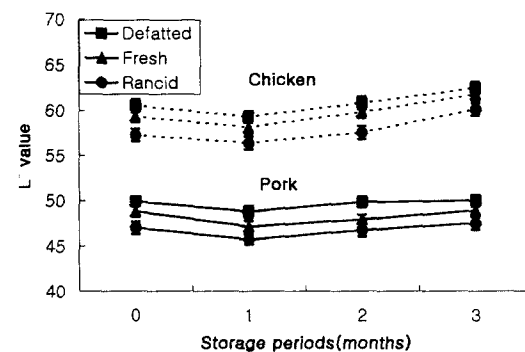 70
65
60
55
50
45
40
L* value
Defatted
Fresh
Rancid
Chicken
Pork
0 1 2 3
Storage periods(months)